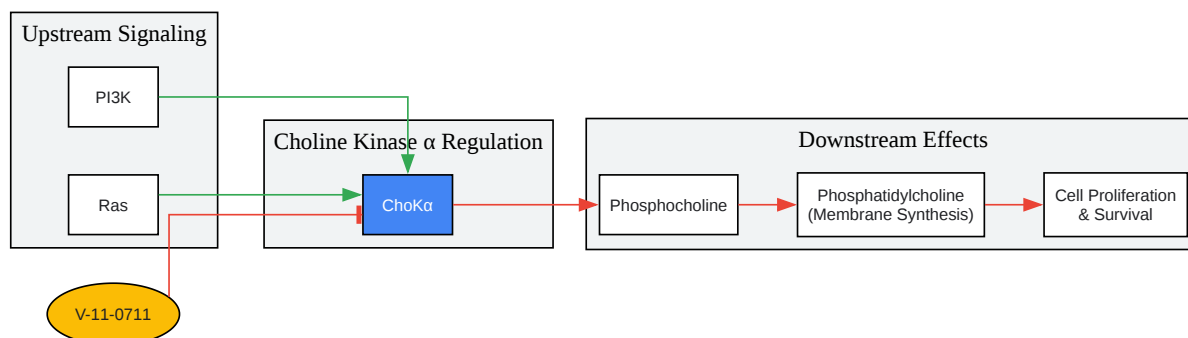 Upstream Signaling
PI3K
Ras
V-11-0711
Choline Kinase α Regulation
ChoKα
Downstream Effects
Phosphocholine
Phosphatidylcholine
(Membrane Synthesis)
Cell Proliferation
& Survival